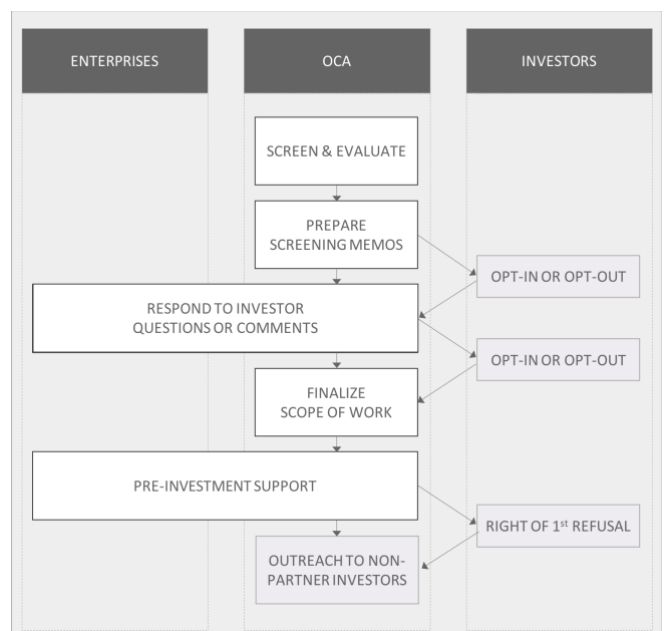 ENTERPRISES
OCA
INVESTORS
SCREEN & EVALUATE
PREPARE
SCREENING MEMOS
OPT-IN OR OPT-OUT
RESPOND TO INVESTOR
QUESTIONS OR COMMENTS
OPT-IN OR OPT-OUT
FINALIZE
SCOPE OF WORK
PRE-INVESTMENT SUPPORT
RIGHT OF 1st REFUSAL
OUTREACH TO NON-
PARTNER INVESTORS